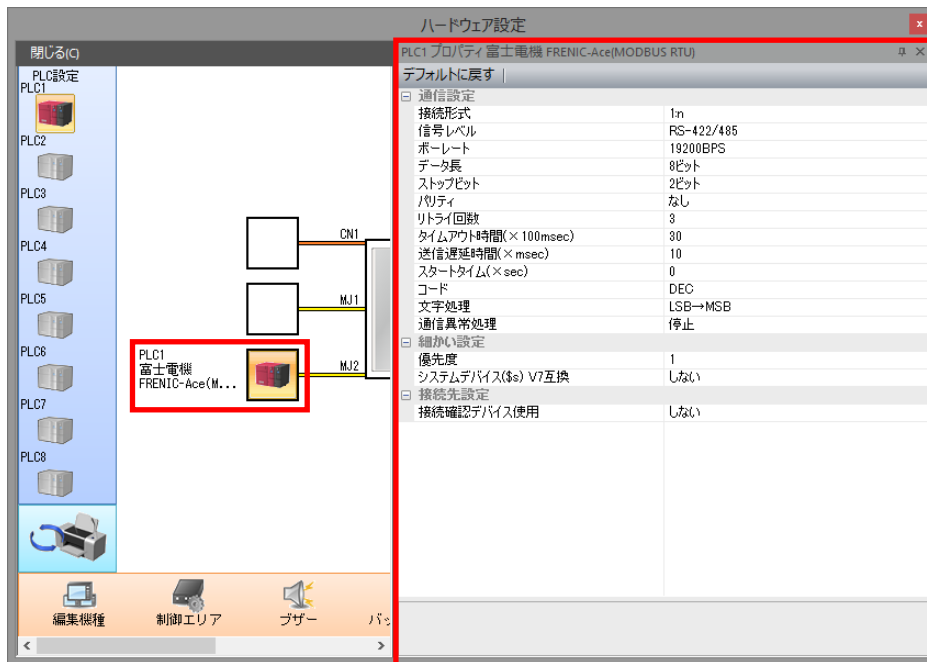 ハードウェア設定
閉じる(C)
PLC設定
PLC1
PLC2
PLC3
PLC4
PLC5
PLC6
PLC7
PLC8
CN1
MJ1
MJ2
PLC1
富士電機
FRENIC-Ace(M...
編集機種
制御エリア
ブザー
PLC1 プロパティ 富士電機 FRENIC-Ace(MODBUS RTU)
デフォルトに戻す
通信設定
接続形式 1:n
信号レベル RS-422/485
ボーレート 19200BPS
データ長 8ビット
ストップビット 2ビット
パリティ なし
リトライ回数 3
タイムアウト時間(×100msec) 30
送信遅延時間(×msec) 10
スタートタイム(×sec) 0
コード DEC
文字処理 LSB→MSB
通信異常処理 停止
細かい設定
優先度 1
システムデバイス($s) V7互換 しない
接続先設定
接続確認デバイス使用 しない